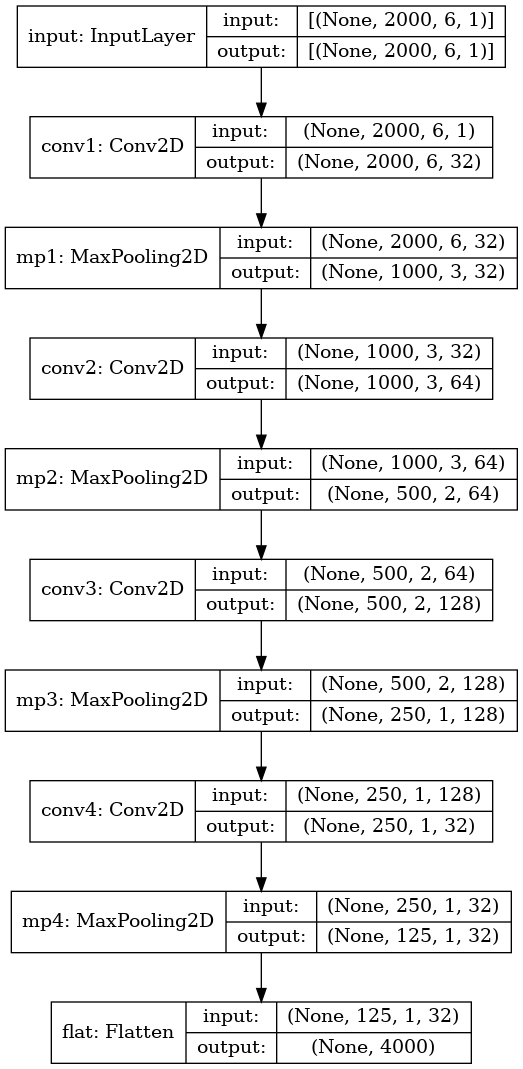 input: InputLayer
input: [(None, 2000, 6, 1)]
output: [(None, 2000, 6, 1)]
conv1: Conv2D
input: (None, 2000, 6, 1)
output: (None, 2000, 6, 32)
mp1: MaxPooling2D
input: (None, 2000, 6, 32)
output: (None, 1000, 3, 32)
conv2: Conv2D
input: (None, 1000, 3, 32)
output: (None, 1000, 3, 64)
mp2: MaxPooling2D
input: (None, 1000, 3, 64)
output: (None, 500, 2, 64)
conv3: Conv2D
input: (None, 500, 2, 64)
output: (None, 500, 2, 128)
mp3: MaxPooling2D
input: (None, 500, 2, 128)
output: (None, 250, 1, 128)
conv4: Conv2D
input: (None, 250, 1, 128)
output: (None, 250, 1, 32)
mp4: MaxPooling2D
input: (None, 250, 1, 32)
output: (None, 125, 1, 32)
flat: Flatten
input: (None, 125, 1, 32)
output: (None, 4000)